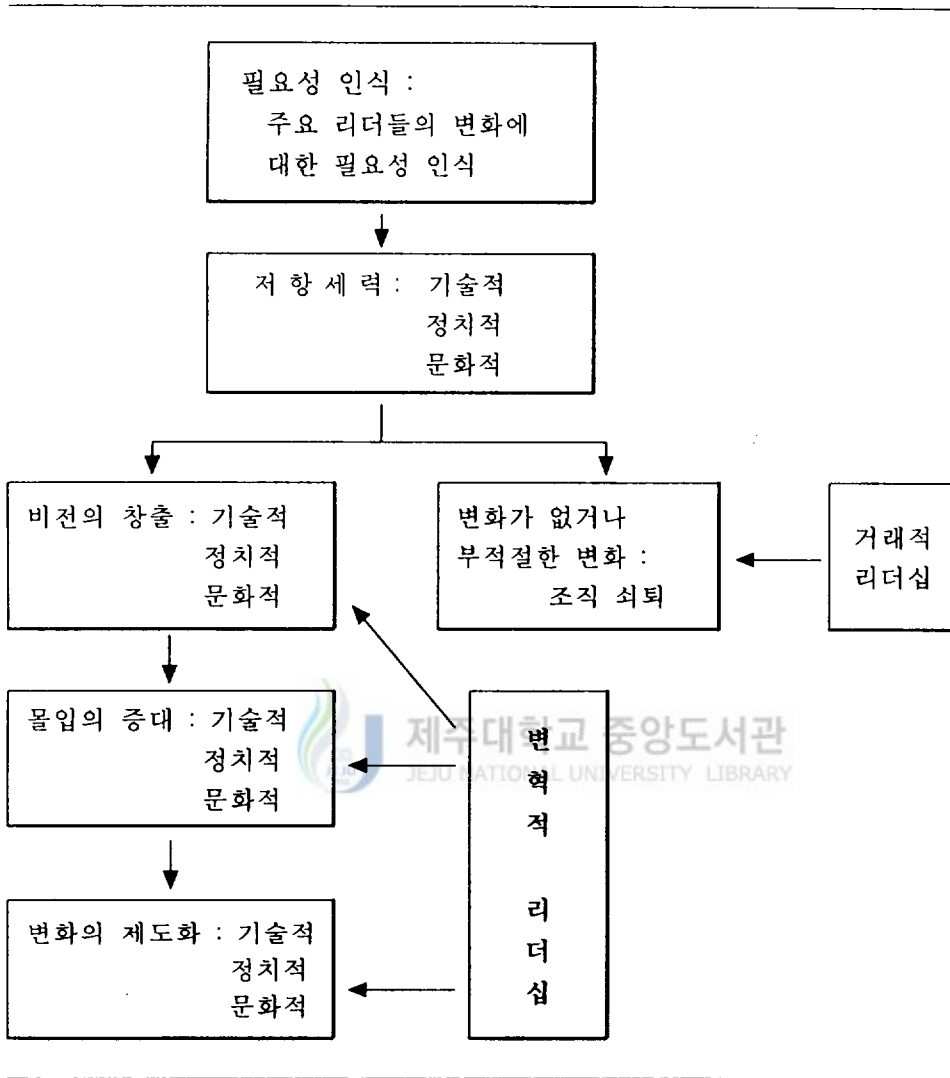 필요성 인식 :
주요 리더들의 변화에
대한 필요성 인식
저 항 세 력 : 기술적
정치적
문화적
비전의 창출 : 기술적
정치적
문화적
변화가 없거나
부적절한 변화 :
조직 쇠퇴
거래적
리더십
몰입의 증대 : 기술적
정치적
문화적
변
혁
적
리
더
십
제주대학교 중앙도서관
JEJU NATIONAL UNIVERSITY LIBRARY
변화의 제도화 : 기술적
정치적
문화적